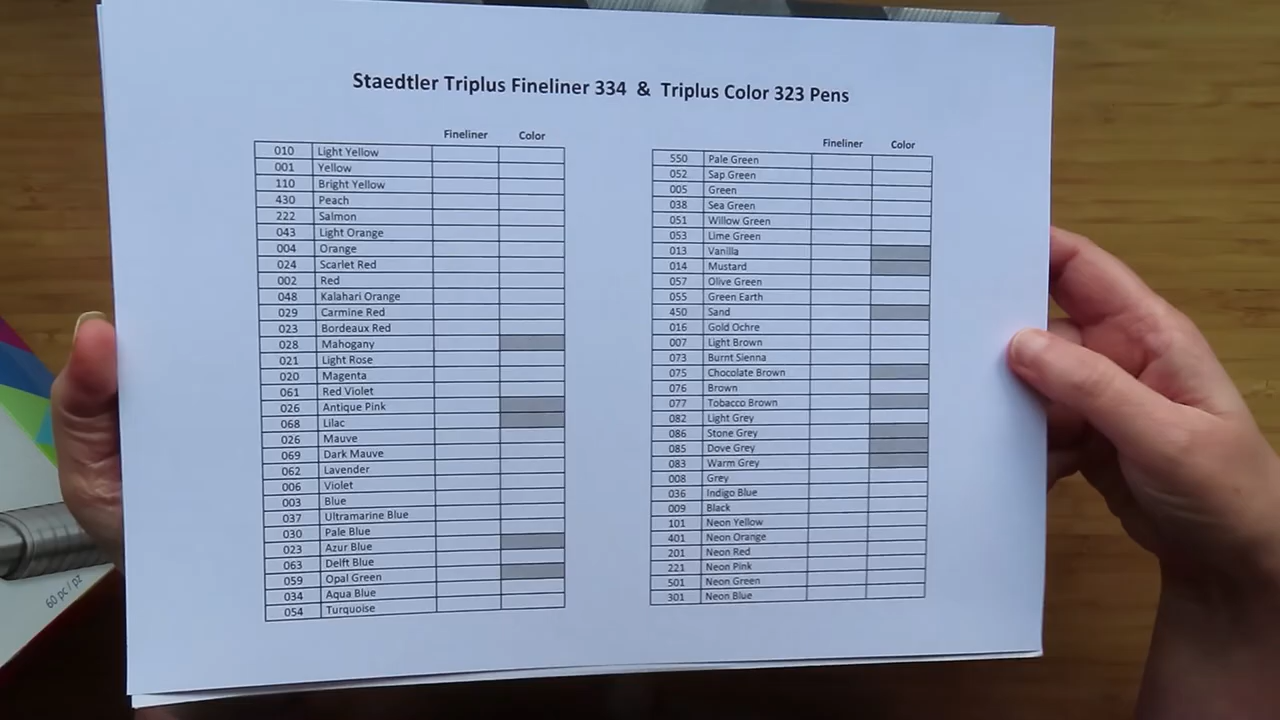 Staedtler Triplus Fineliner 334 & Triplus Color 323 Pens
Fineliner Color
010 Light Yellow
001 Yellow
110 Bright Yellow
430 Peach
222 Salmon
043 Light Orange
004 Orange
024 Scarlet Red
002 Red
048 Kalahari Orange
029 Carmine Red
023 Bordeaux Red
028 Mahogany
021 Light Rose
020 Magenta
061 Red Violet
026 Antique Pink
068 Lilac
026 Mauve
069 Dark Mauve
062 Lavender
006 Violet
003 Blue
037 Ultramarine Blue
030 Pale Blue
023 Azur Blue
063 Delft Blue
059 Opal Green
034 Aqua Blue
054 Turquoise
Fineliner Color
550 Pale Green
052 Sap Green
005 Green
038 Sea Green
051 Willow Green
053 Lime Green
013 Vanilla
014 Mustard
057 Olive Green
055 Green Earth
450 Sand
016 Gold Ochre
007 Light Brown
073 Burnt Sienna
075 Chocolate Brown
076 Brown
077 Tobacco Brown
082 Light Grey
086 Stone Grey
085 Dove Grey
083 Warm Grey
008 Grey
036 Indigo Blue
009 Black
101 Neon Yellow
401 Neon Orange
201 Neon Red
221 Neon Pink
501 Neon Green
301 Neon Blue
60 pc / pz